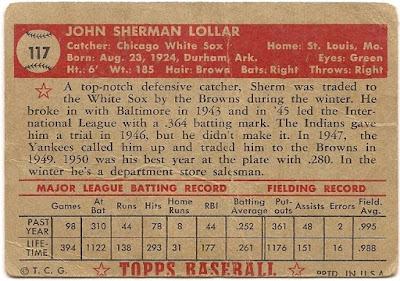 117
JOHN SHERMAN LOLLAR
Catcher: Chicago White Sox Home: St. Louis, Mo.
Born: Aug. 23, 1924, Durham, Ark. Eyes: Green
Ht.: 6' Wt.: 185 Hair: Brown Bats: Right Throws: Right
A top-notch defensive catcher, Sherm was traded
to the White Sox by the Browns during the winter. He
broke in with Baltimore in 1943 and in '45 led the Inter-
national League with a .364 batting mark. The Indians gave
him a trial in 1946, but he didn't make it. In 1947, the
Yankees called him up and traded him to the Browns in
1949. 1950 was his best year at the plate with .280. In the
winter he's a department store salesman.
MAJOR LEAGUE BATTING RECORD FIELDING RECORD
Games At Bat Runs Hits Home Runs RBI Batting Average Put-outs Assists Errors Field. Avg.
PAST YEAR 98 310 44 78 8 44 .252 361 48 2 .995
LIFE-TIME 394 1122 138 293 31 177 .261 1176 151 16 .988
© T. C. G. TOPPS BASEBALL PRTD. IN U.S.A.